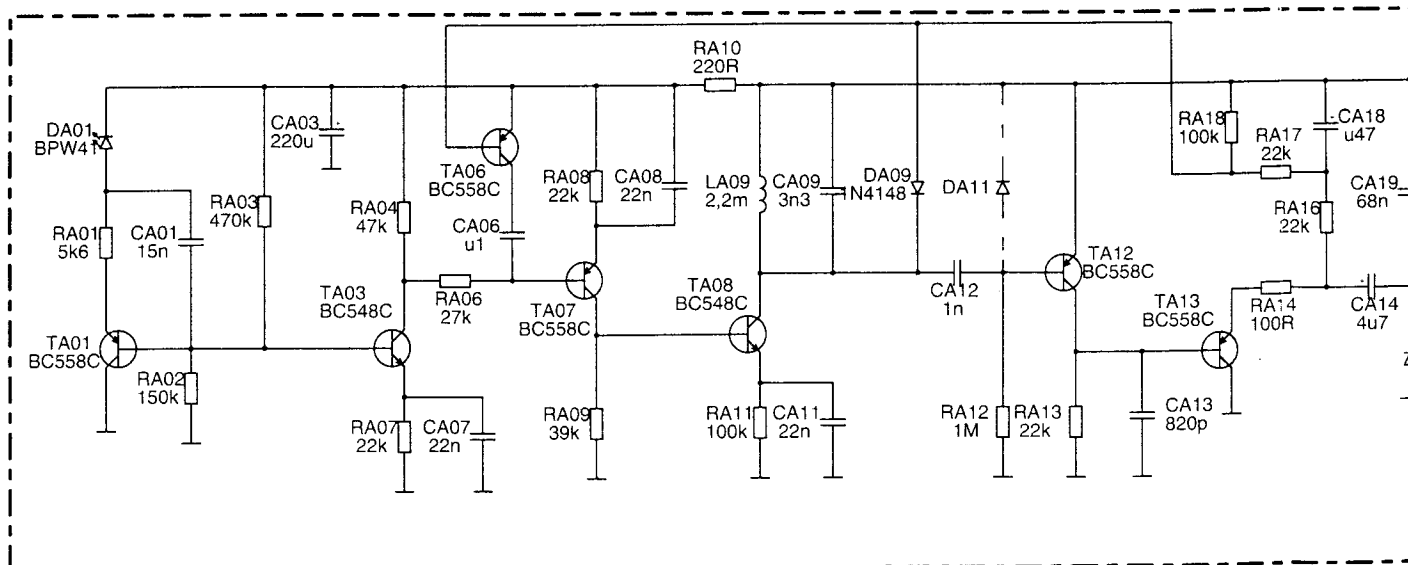 RA10
220R
DA01
BPW41
CA03
220u
TA06
BC558C
RA08
22k
CA08
22n
LA09
2,2m
CA09
3n3
DA09
1N4148
DA11
RA18
100k
RA17
22k
CA18
u47
CA19
68n
RA16
22k
RA03
470k
RA04
47k
RA01
5k6
CA01
15n
CA06
u1
TA12
BC558C
TA03
BC548C
RA06
27k
TA07
BC558C
TA08
BC548C
CA12
1n
TA13
BC558C
RA14
100R
CA14
4u7
TA01
BC558C
RA02
150k
RA07
22k
CA07
22n
RA09
39k
RA11
100k
CA11
22n
RA12
1M
RA13
22k
CA13
820p